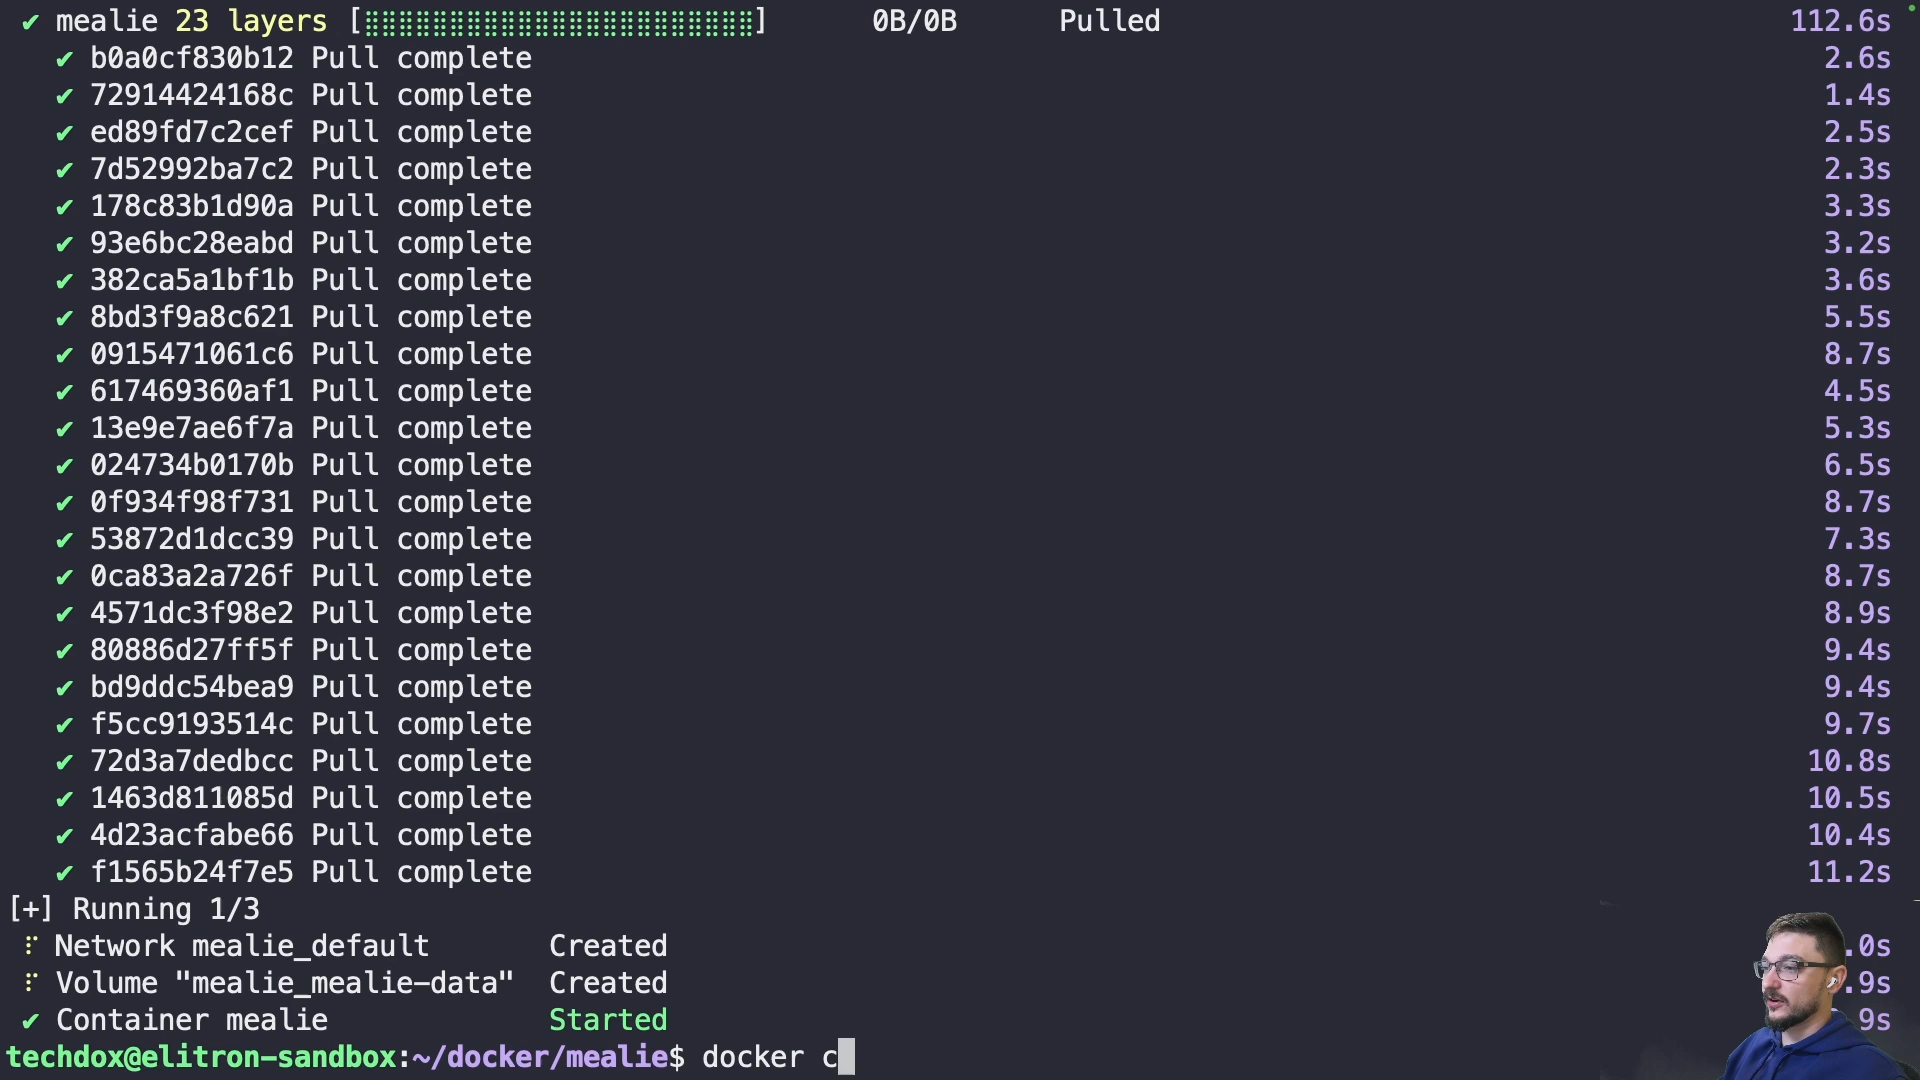 ✔ mealie 23 layers [⣿⣿⣿⣿⣿⣿⣿⣿⣿⣿⣿⣿⣿⣿⣿⣿⣿⣿⣿⣿⣿⣿⣿] 0B/0B Pulled 112.6s
✔ b0a0cf830b12 Pull complete 2.6s
✔ 72914424168c Pull complete 1.4s
✔ ed89fd7c2cef Pull complete 2.5s
✔ 7d52992ba7c2 Pull complete 2.3s
✔ 178c83b1d90a Pull complete 3.3s
✔ 93e6bc28eabd Pull complete 3.2s
✔ 382ca5a1bf1b Pull complete 3.6s
✔ 8bd3f9a8c621 Pull complete 5.5s
✔ 0915471061c6 Pull complete 8.7s
✔ 617469360af1 Pull complete 4.5s
✔ 13e9e7ae6f7a Pull complete 5.3s
✔ 024734b0170b Pull complete 6.5s
✔ 0f934f98f731 Pull complete 8.7s
✔ 53872d1dcc39 Pull complete 7.3s
✔ 0ca83a2a726f Pull complete 8.7s
✔ 4571dc3f98e2 Pull complete 8.9s
✔ 80886d27ff5f Pull complete 9.4s
✔ bd9ddc54bea9 Pull complete 9.4s
✔ f5cc9193514c Pull complete 9.7s
✔ 72d3a7dedbcc Pull complete 10.8s
✔ 1463d811085d Pull complete 10.5s
✔ 4d23acfabe66 Pull complete 10.4s
✔ f1565b24f7e5 Pull complete 11.2s
[+] Running 1/3
⠏ Network mealie_default Created .0s
⠏ Volume "mealie_mealie-data" Created .9s
✔ Container mealie Started 9s
techdox@elitron-sandbox:~/docker/mealie$ docker c